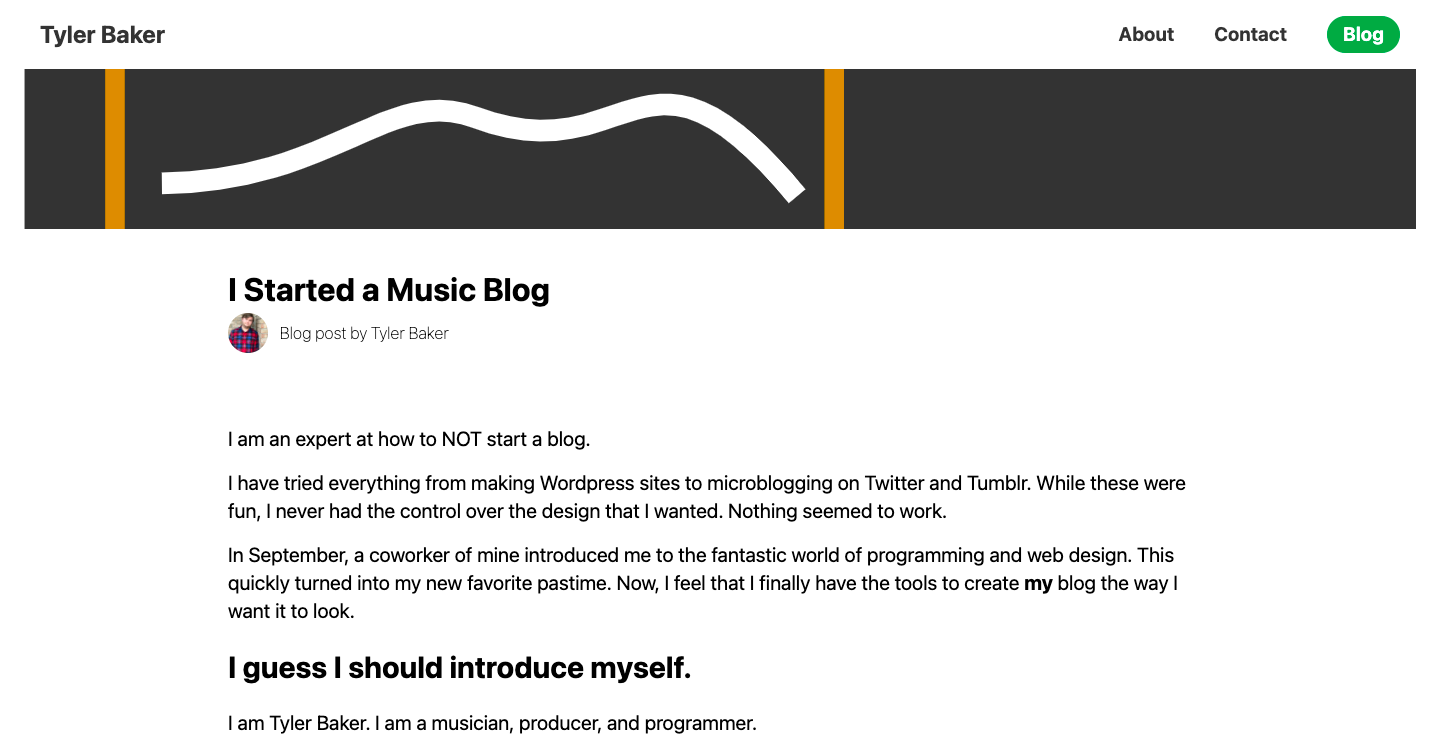 Tyler Baker
About
Contact
Blog
I Started a Music Blog
Blog post by Tyler Baker
I am an expert at how to NOT start a blog.
I have tried everything from making Wordpress sites to microblogging on Twitter and Tumblr. While these were
fun, I never had the control over the design that I wanted. Nothing seemed to work.
In September, a coworker of mine introduced me to the fantastic world of programming and web design. This
quickly turned into my new favorite pastime. Now, I feel that I finally have the tools to create my blog the way I
want it to look.
I guess I should introduce myself.
I am Tyler Baker. I am a musician, producer, and programmer.